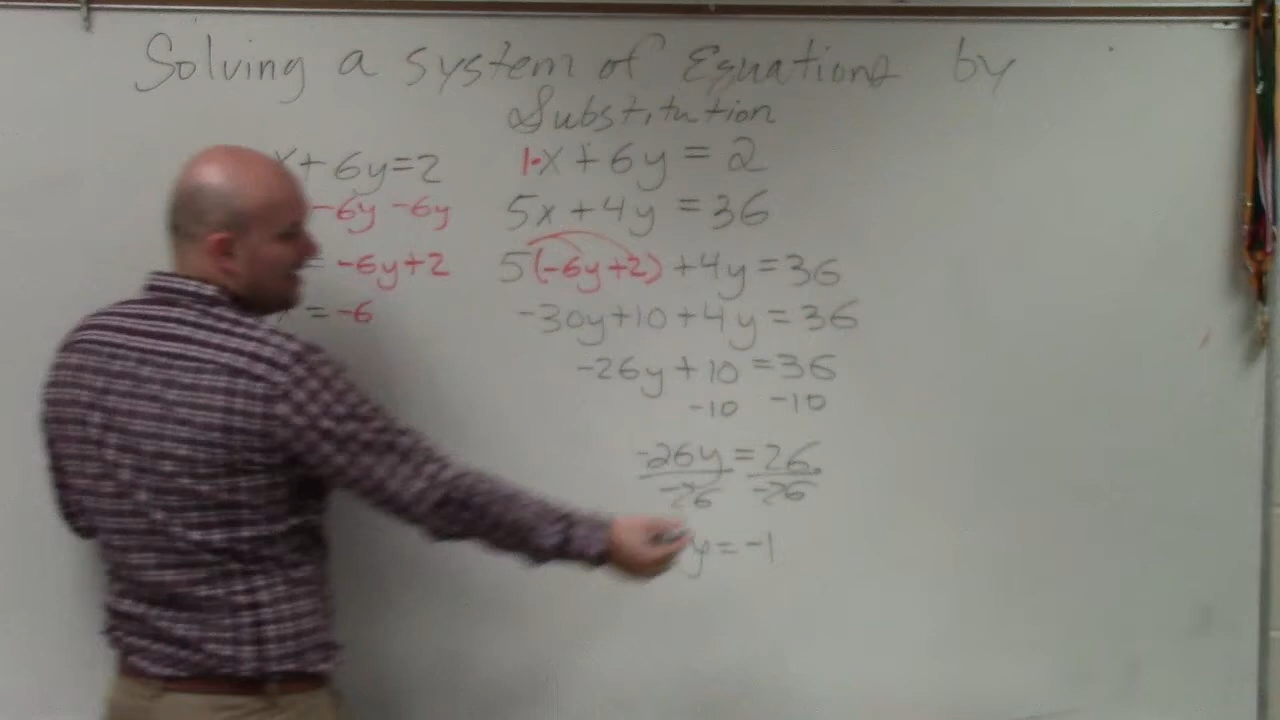 Solving a system of Equations by
Substitution
x + 6y = 2
-6y -6y
= -6y + 2
x = -6
1·x + 6y = 2
5x + 4y = 36
5(-6y + 2) + 4y = 36
-30y + 10 + 4y = 36
-26y + 10 = 36
-10 -10
-26y = 26
-26 -26
y = -1